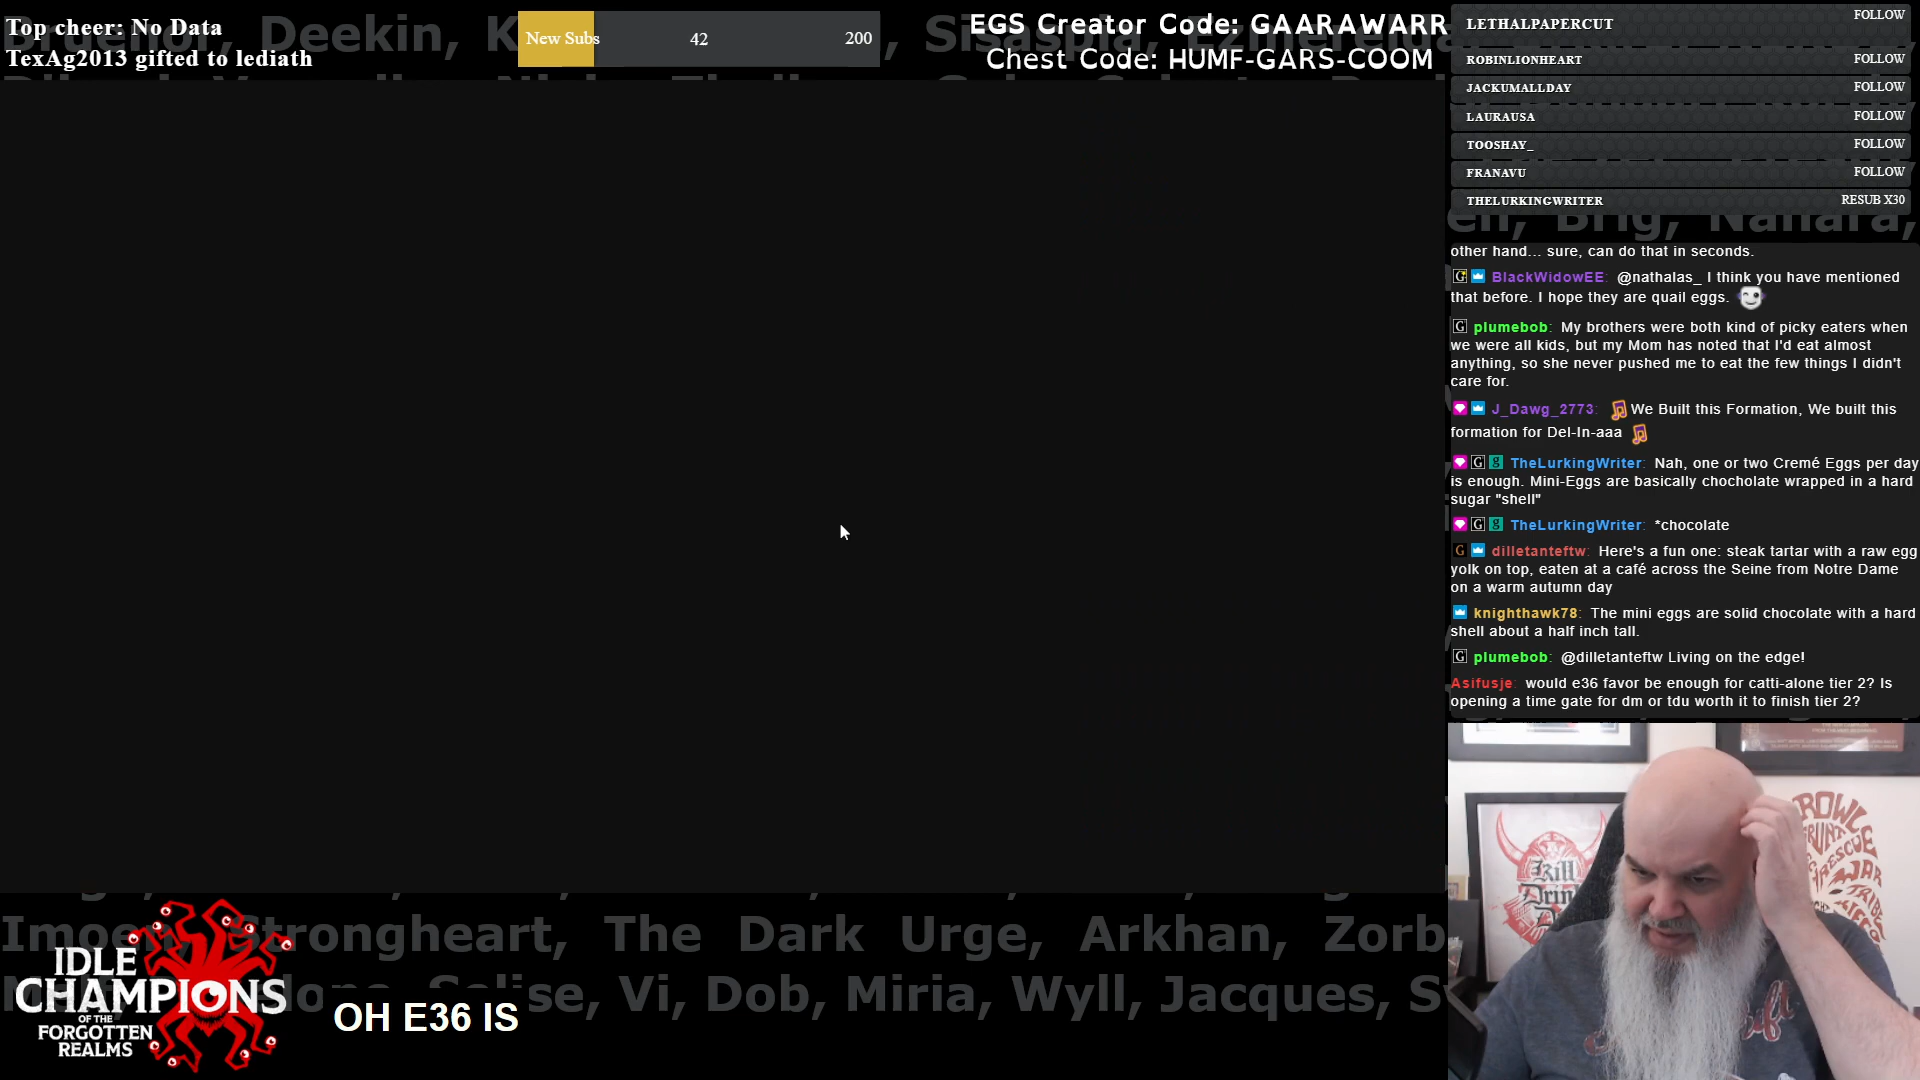 Top cheer: No Data
TexAg2013 gifted to lediath
New Subs 42 200
EGS Creator Code: GAARAWARR
Chest Code: HUMF-GARS-COOM
Deekin,
LETHALPAPERCUT FOLLOW
ROBINLIONHEART FOLLOW
JACKUMALLDAY FOLLOW
LAURAUSA FOLLOW
TOOSHAY_ FOLLOW
FRANAVU FOLLOW
THELURKINGWRITER RESUB X30
other hand... sure, can do that in seconds.
BlackWidowEE: @nathalas_ I think you have mentioned
that before. I hope they are quail eggs.
plumebob: My brothers were both kind of picky eaters when
we were all kids, but my Mom has noted that I'd eat almost
anything, so she never pushed me to eat the few things I didn't
care for.
J_Dawg_2773: We Built this Formation, We built this
formation for Del-In-aaa
TheLurkingWriter: Nah, one or two Cremé Eggs per day
is enough. Mini-Eggs are basically chocholate wrapped in a hard
sugar "shell"
TheLurkingWriter: *chocolate
dilletanteftw: Here's a fun one: steak tartar with a raw egg
yolk on top, eaten at a café across the Seine from Notre Dame
on a warm autumn day
knighthawk78: The mini eggs are solid chocolate with a hard
shell about a half inch tall.
plumebob: @dilletanteftw Living on the edge!
Asifusje: would e36 favor be enough for catti-alone tier 2? Is
opening a time gate for dm or tdu worth it to finish tier 2?
Strongheart, The Dark Urge, Arkhan, Zorb
Vi, Dob, Miria, Wyll, Jacques,
IDLE
CHAMPIONS
OF THE
FORGOTTEN
REALMS
OH E36 IS